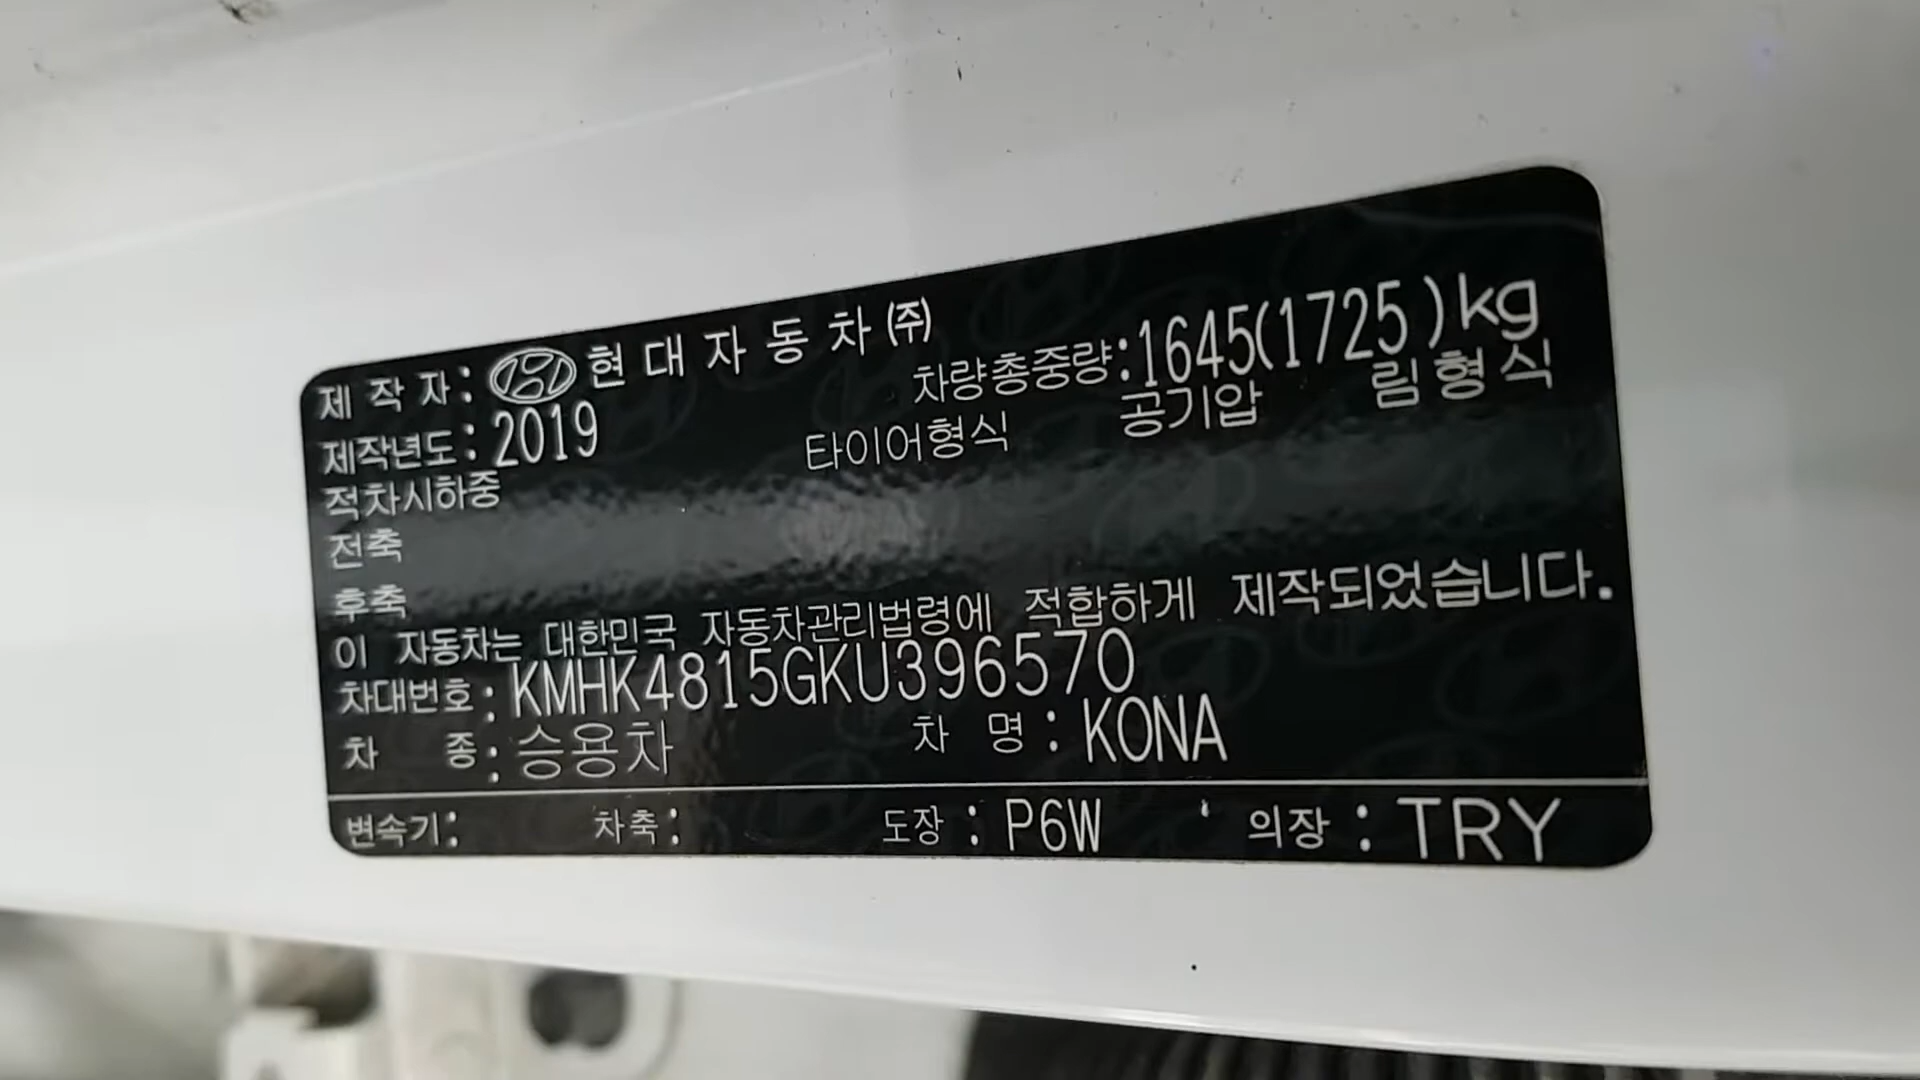 제 작 자 : 현 대 자 동 차 (주)
차량총중량:1645(1725)kg
제작년도 : 2019
타이어형식 공기압 림형식
적차시하중
전축
후축
이 자동차는 대한민국 자동차관리법령에 적합하게 제작되었습니다.
차대번호 : KMHK4815GKU396570
차 종 : 승용차 차 명 : KONA
변속기 : 차축 : 도장 : P6W 의장 : TRY